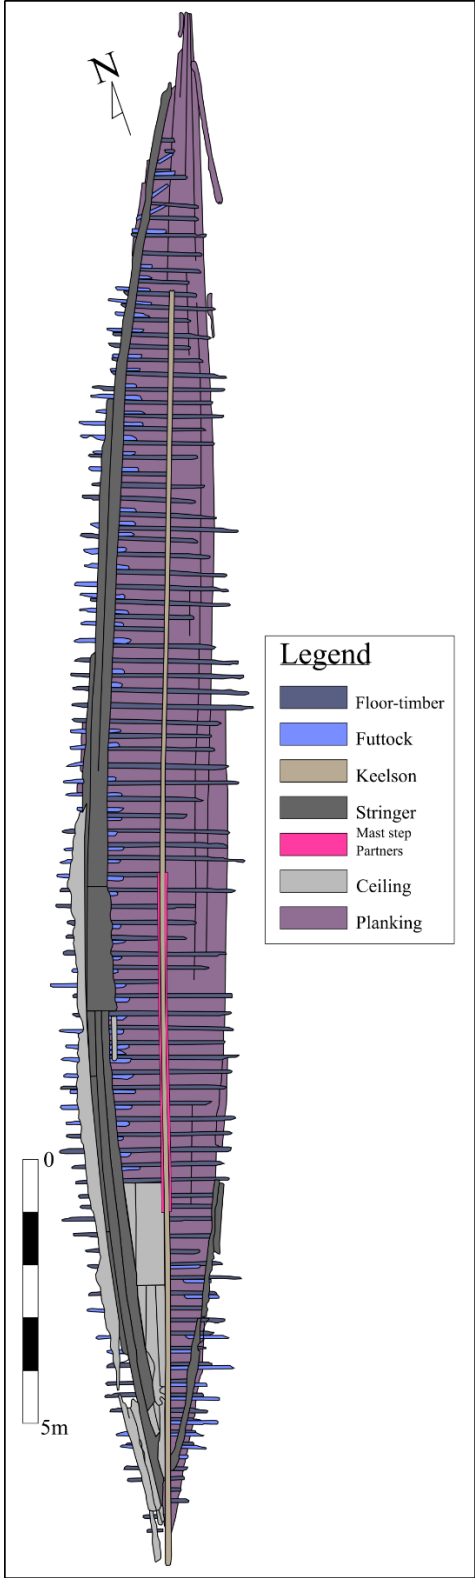 N
Legend
Floor-timber
Futtock
Keelson
Stringer
Mast step
Partners
Ceiling
Planking
0
5m